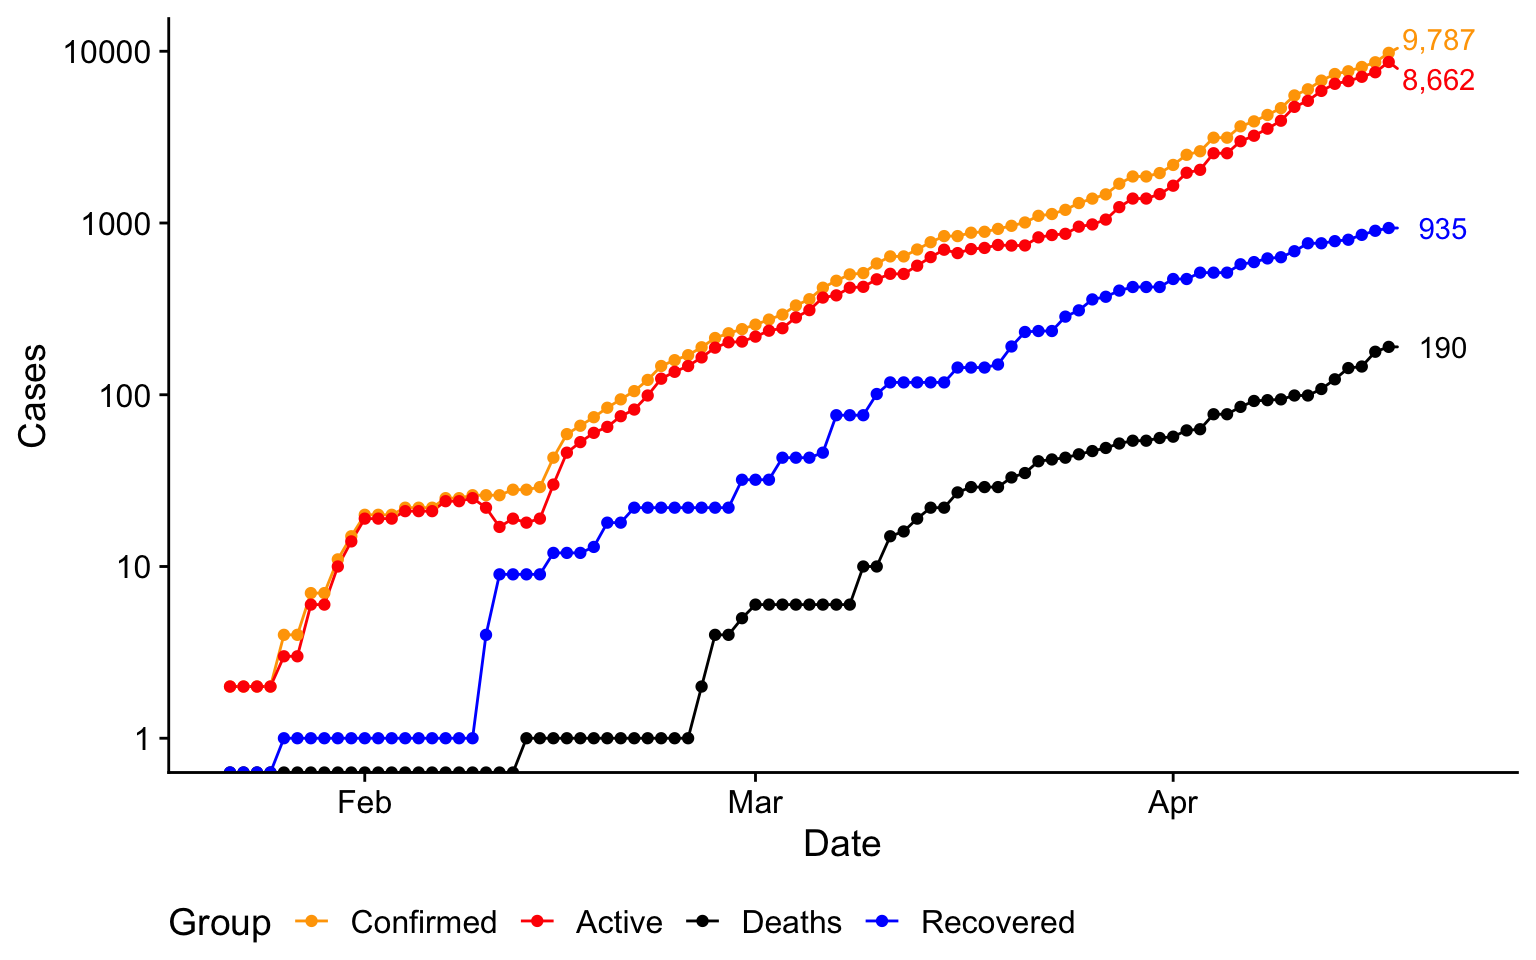 10000
1000
100
10
1
Cases
9,787
8,662
935
190
Feb Mar Apr
Date
Group Confirmed Active Deaths Recovered